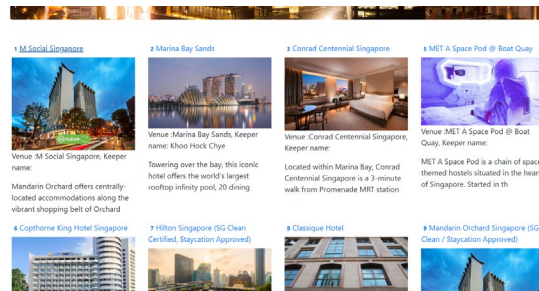 1 M Social Singapore
2 Marina Bay Sands
3 Conrad Centennial Singapore
5 MET A Space Pod @ Boat Quay
Venue :M Social Singapore, Keeper
name:
Mandarin Orchard offers centrally-
located accommodations along the
vibrant shopping belt of Orchard
Venue :Marina Bay Sands, Keeper
name: Khoo Hock Chye
Towering over the bay, this iconic
hotel offers the world's largest
rooftop infinity pool, 20 dining
Venue :Conrad Centennial Singapore,
Keeper name:
Located within Marina Bay, Conrad
Centennial Singapore is a 3-minute
walk from Promenade MRT station
Venue :MET A Space Pod @ Boat
Quay, Keeper name:
MET A Space Pod is a chain of space
themed hostels situated in the heart
of Singapore. Started in th
6 Copthorne King Hotel Singapore
7 Hilton Singapore (SG Clean
Certified, Staycation Approved)
8 Classique Hotel
9 Mandarin Orchard Singapore (SG
Clean / Staycation Approved)